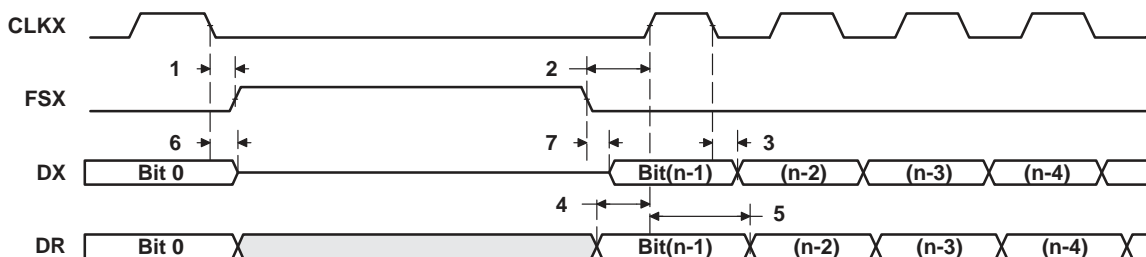 CLKX
1 2
FSX
6 7 3
DX Bit 0 Bit(n-1) (n-2) (n-3) (n-4)
4 5
DR Bit 0 Bit(n-1) (n-2) (n-3) (n-4)